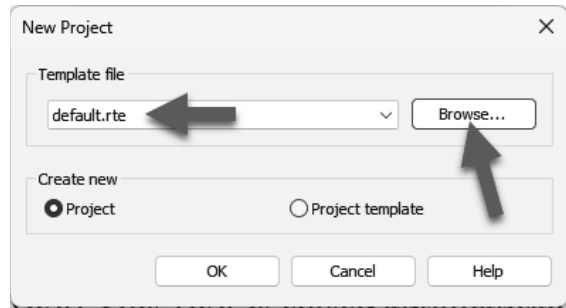 New Project
Template file
default.rte
Browse...
Create new
Project Project template
OK Cancel Help